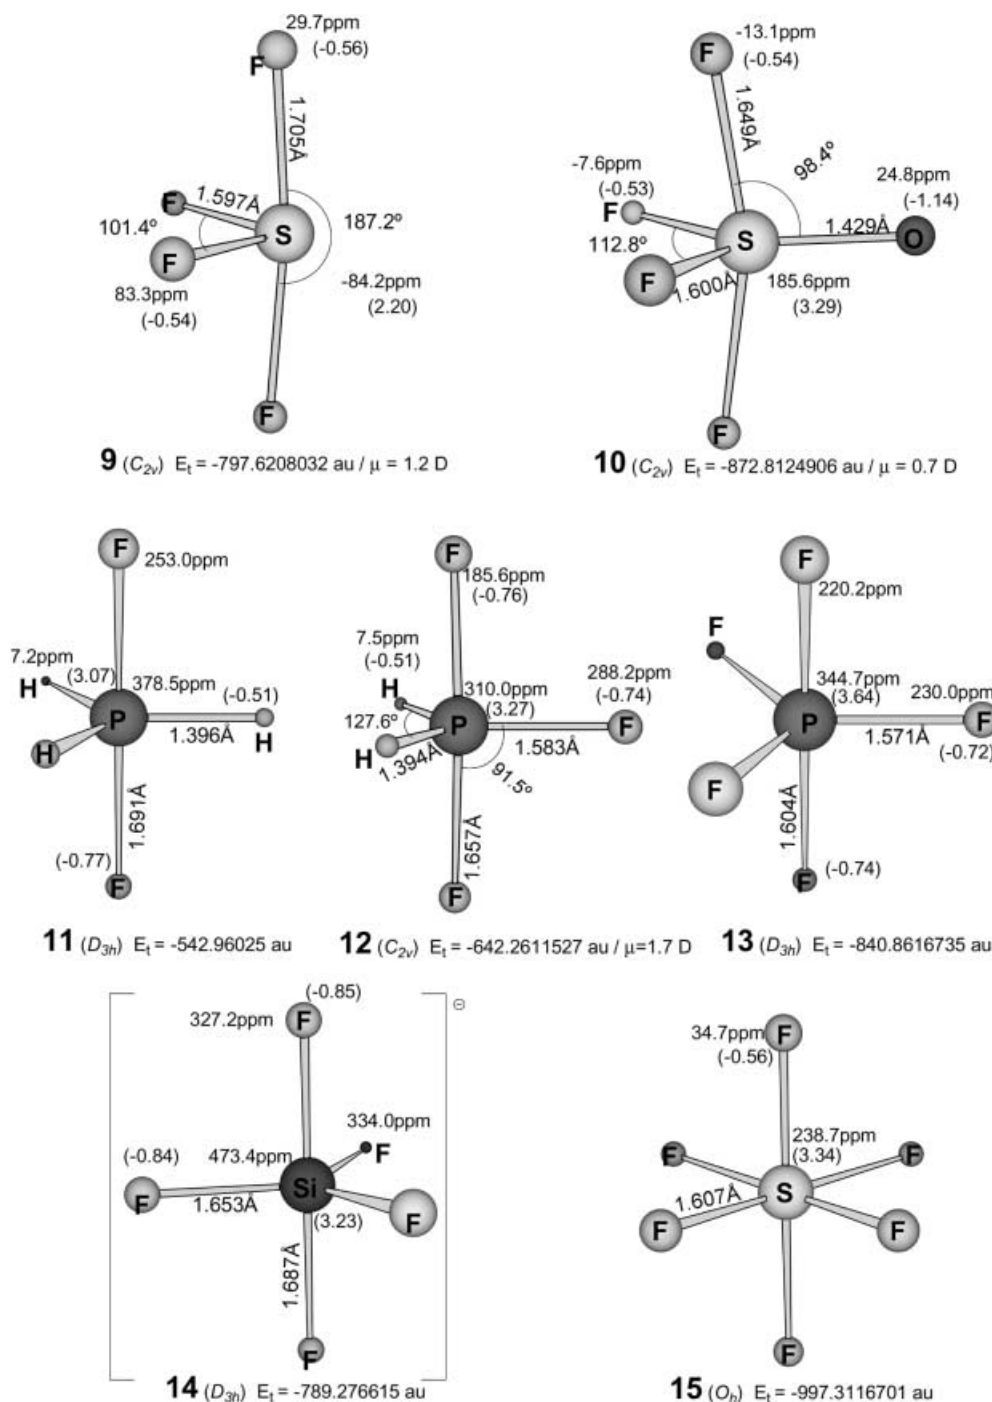 29.7ppm
(-0.56)
F
1.705Å
F
1.597Å
S
101.4º
187.2º
F
83.3ppm
(-0.54)
-84.2ppm
(2.20)
F
9 (C2v) Et = -797.6208032 au / μ = 1.2 D
-13.1ppm
(-0.54)
F
1.649Å
98.4º
-7.6ppm
(-0.53)
F
24.8ppm
(-1.14)
S
1.429Å
O
112.8º
F
1.600Å
185.6ppm
(3.29)
F
10 (C2v) Et = -872.8124906 au / μ = 0.7 D
F
253.0ppm
7.2ppm
(3.07)
H
378.5ppm
(-0.51)
P
1.396Å
H
H
1.691Å
(-0.77)
F
11 (D3h) Et = -542.96025 au
F
185.6ppm
(-0.76)
7.5ppm
(-0.51)
H
310.0ppm
(3.27)
288.2ppm
(-0.74)
127.6º
P
F
H
1.394Å
1.583Å
91.5º
1.657Å
F
12 (C2v) Et = -642.2611527 au / μ=1.7 D
F
220.2ppm
F
344.7ppm
(3.64)
230.0ppm
P
F
1.571Å
(-0.72)
F
1.604Å
F
(-0.74)
13 (D3h) Et = -840.8616735 au
(-0.85)
327.2ppm
F
⊖
334.0ppm
F
(-0.84)
473.4ppm
F
1.653Å
Si
(3.23)
F
1.687Å
F
14 (D3h) Et = -789.276615 au
34.7ppm
(-0.56)
F
238.7ppm
(3.34)
F
F
1.607Å
S
F
F
F
15 (Oh) Et = -997.3116701 au